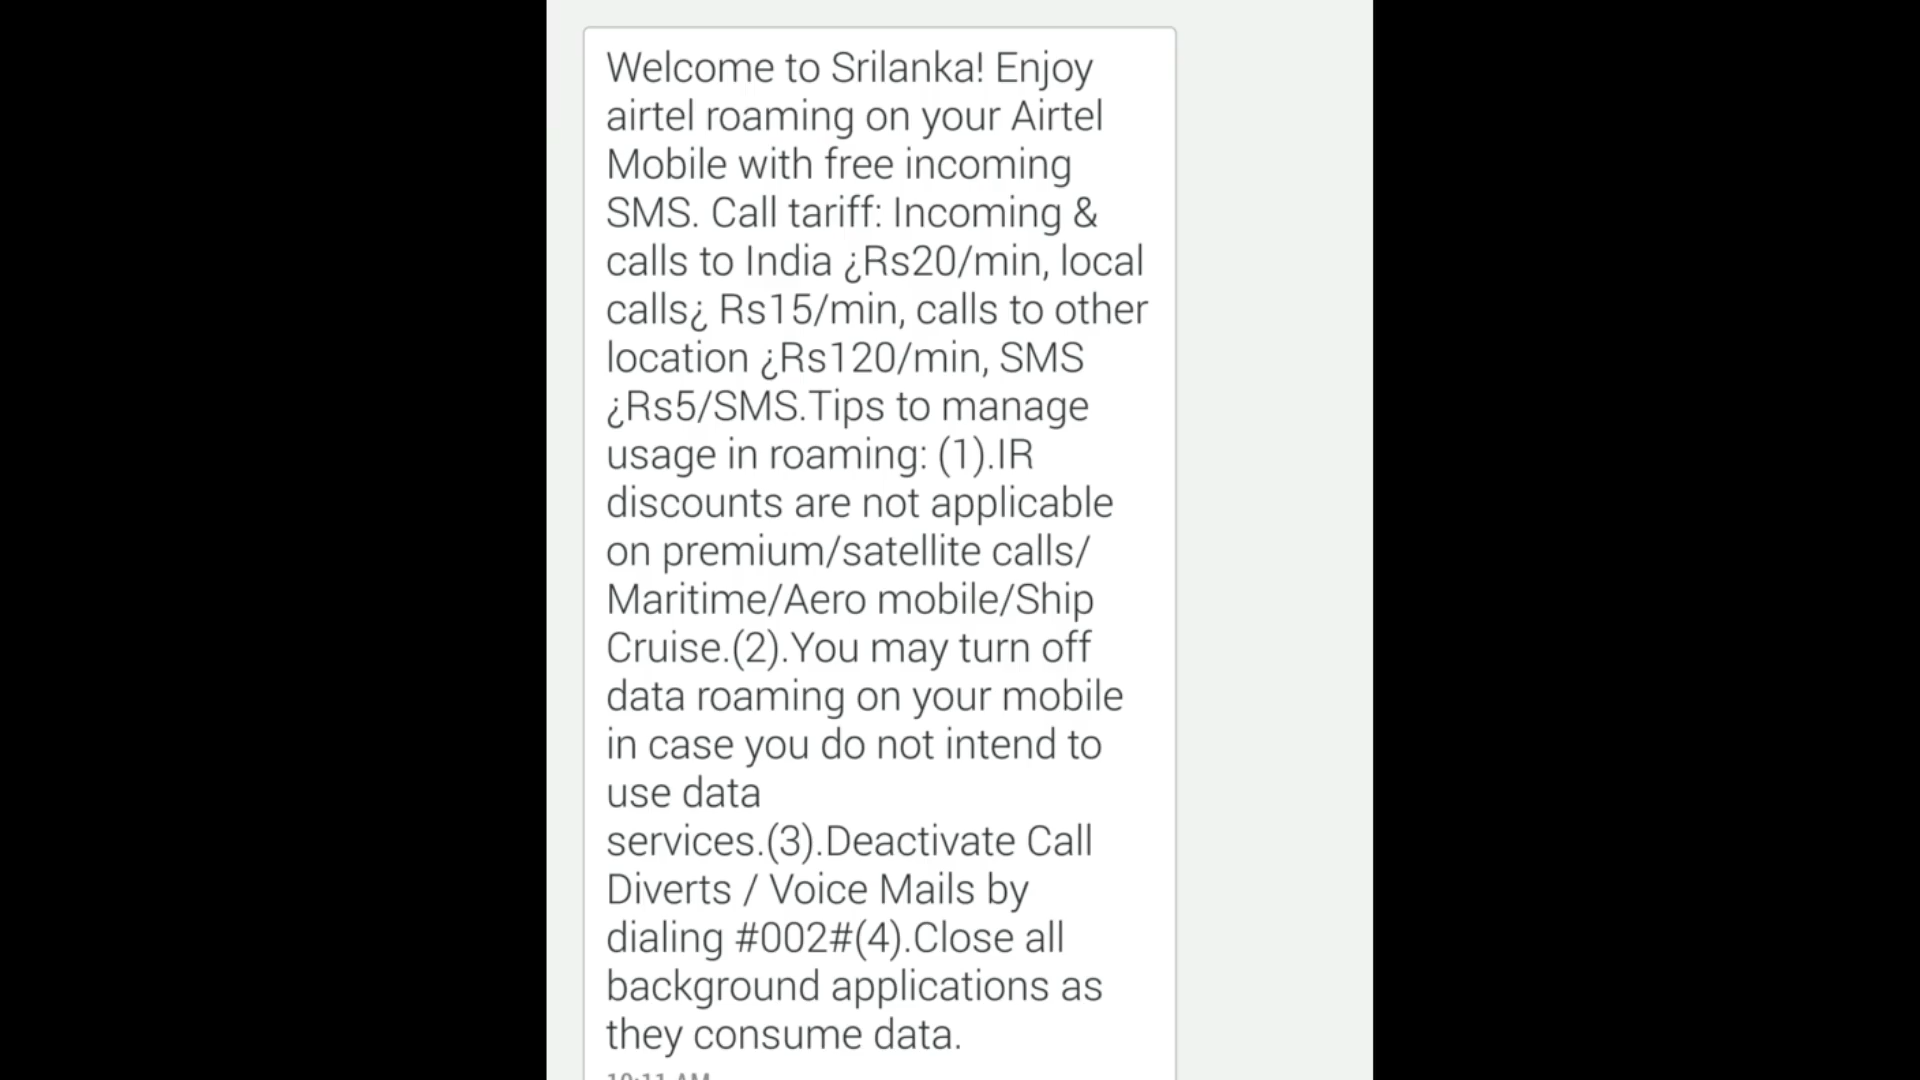 Welcome to Srilanka! Enjoy
airtel roaming on your Airtel
Mobile with free incoming
SMS. Call tariff: Incoming &
calls to India ¿Rs20/min, local
calls¿ Rs15/min, calls to other
location ¿Rs120/min, SMS
¿Rs5/SMS.Tips to manage
usage in roaming: (1).IR
discounts are not applicable
on premium/satellite calls/
Maritime/Aero mobile/Ship
Cruise.(2).You may turn off
data roaming on your mobile
in case you do not intend to
use data
services.(3).Deactivate Call
Diverts / Voice Mails by
dialing #002#(4).Close all
background applications as
they consume data.
10:11 AM